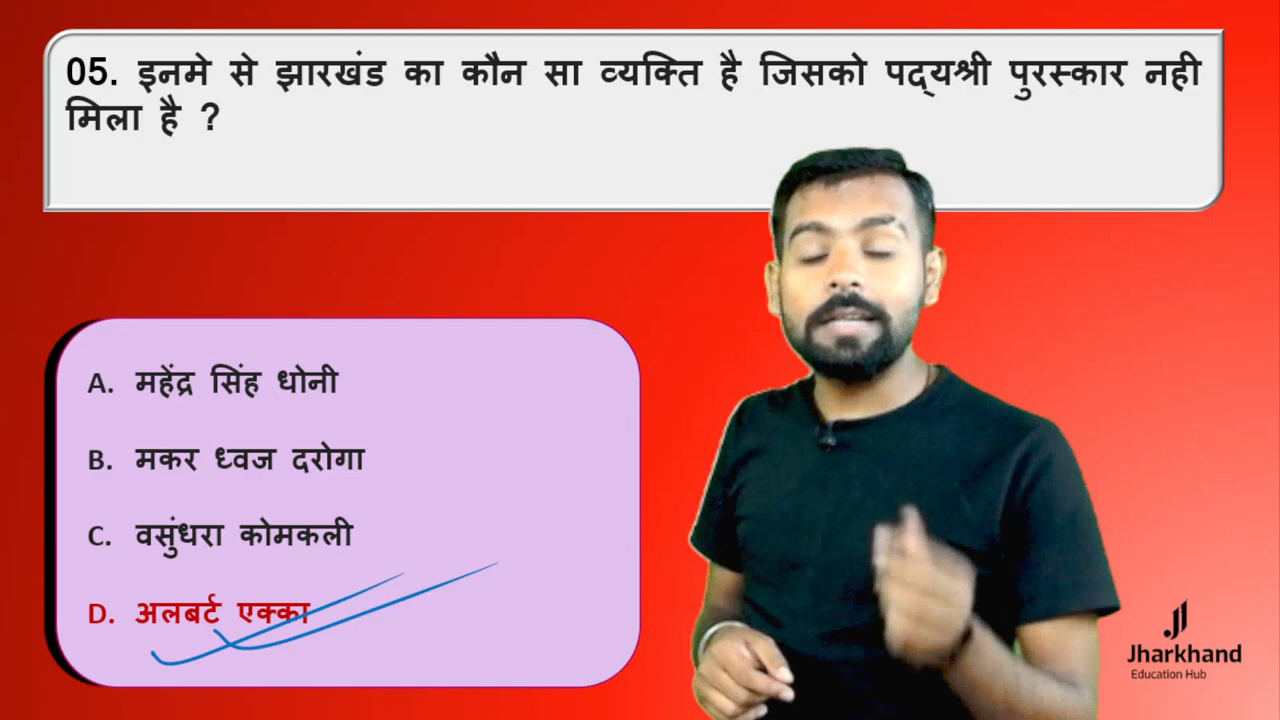 05. इनमे से झारखंड का कौन सा व्यक्ति है जिसको पद्यश्री पुरस्कार नही
मिला है ?
A. महेंद्र सिंह धोनी
B. मकर ध्वज दरोगा
C. वसुंधरा कोमकली
D. अलबर्ट एक्का
Jharkhand
Education Hub